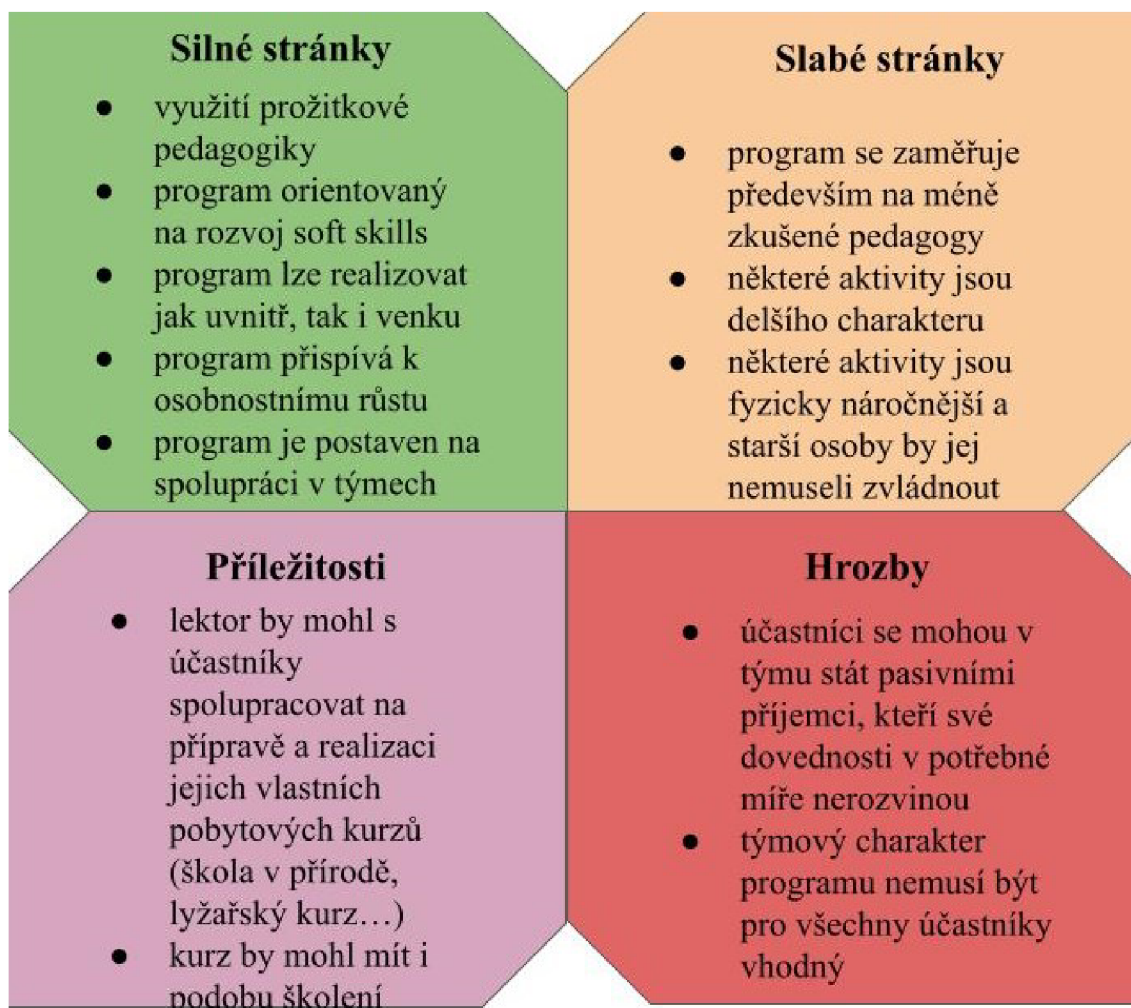 Silné stránky
● využití prožitkové
pedagogiky
● program orientovaný
na rozvoj soft skills
● program lze realizovat
jak uvnitř, tak i venku
● program přispívá k
osobnostnímu růstu
● program je postaven na
spolupráci v týmech
Slabé stránky
● program se zaměřuje
především na méně
zkušené pedagogy
● některé aktivity jsou
delšího charakteru
● některé aktivity jsou
fyzicky náročnější a
starší osoby by jej
nemuseli zvládnout
Příležitosti
● lektor by mohl s
účastníky
spolupracovat na
přípravě a realizaci
jejich vlastních
pobytových kurzů
(škola v přírodě,
lyžařský kurz…)
● kurz by mohl mít i
podobu školení
Hrozby
● účastníci se mohou v
týmu stát pasivními
příjemci, kteří své
dovednosti v potřebné
míře nerozvinou
● týmový charakter
programu nemusí být
pro všechny účastníky
vhodný